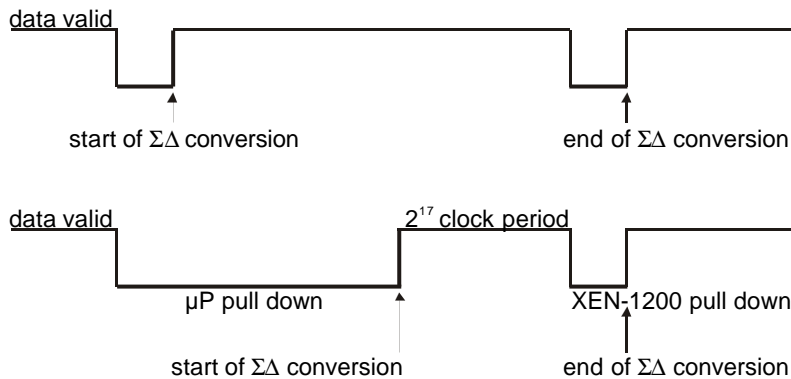 data valid
start of ΣΔ conversion end of ΣΔ conversion
data valid 2¹⁷ clock period
µP pull down XEN-1200 pull down
start of ΣΔ conversion end of ΣΔ conversion